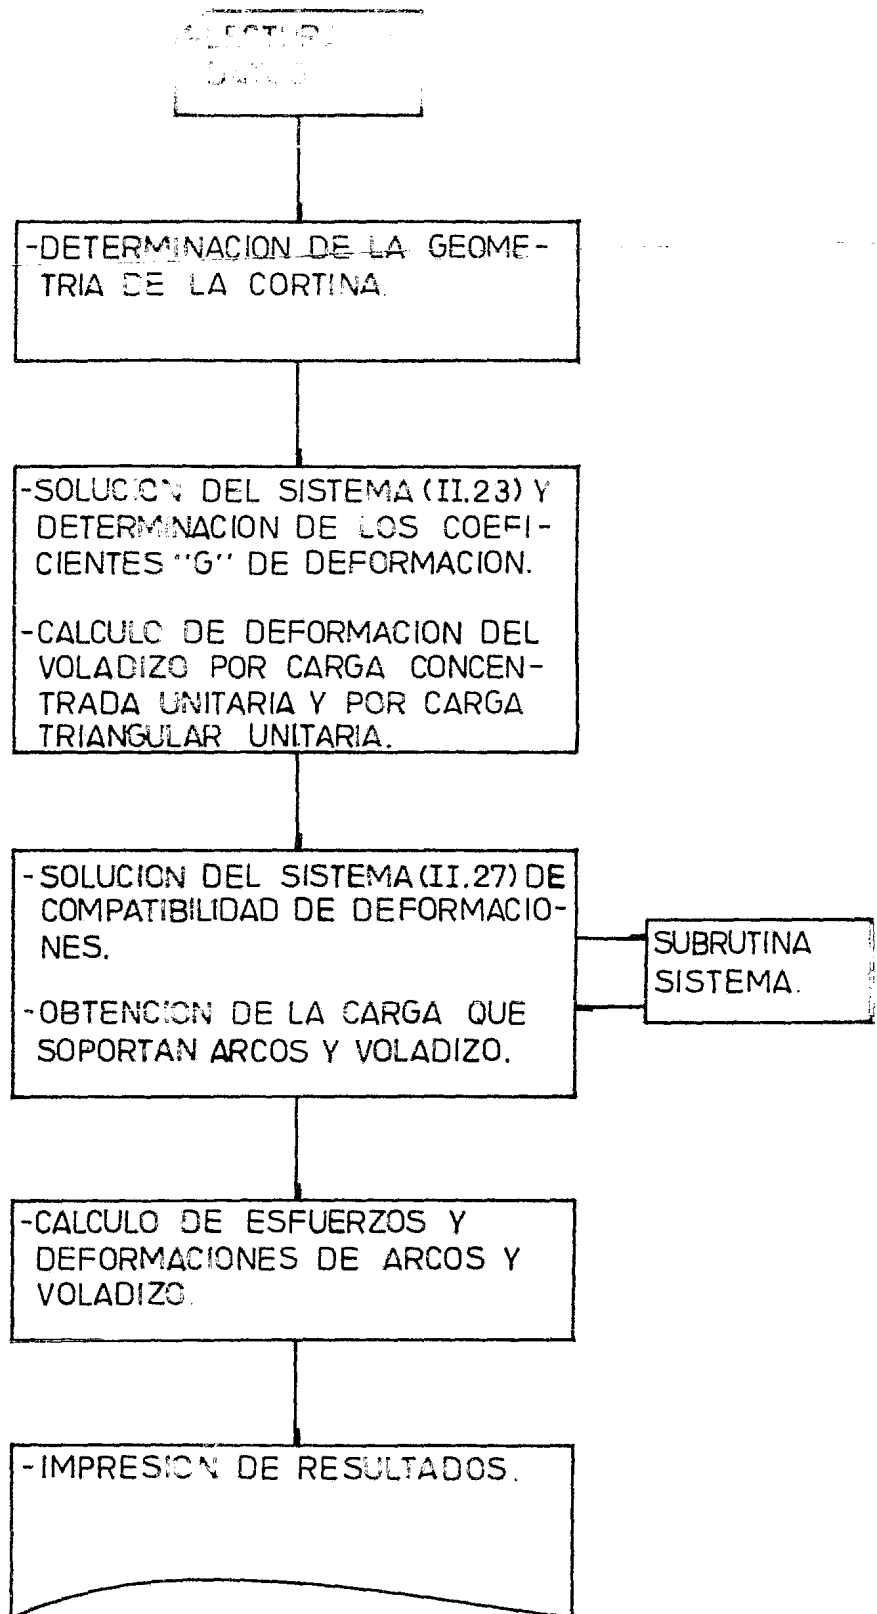 LECTURA
-DETERMINACION DE LA GEOME-
TRIA DE LA CORTINA.
-SOLUCION DEL SISTEMA (II.23) Y
DETERMINACION DE LOS COEFI-
CIENTES "G" DE DEFORMACION.
-CALCULO DE DEFORMACION DEL
VOLADIZO POR CARGA CONCEN-
TRADA UNITARIA Y POR CARGA
TRIANGULAR UNITARIA.
-SOLUCION DEL SISTEMA (II.27) DE
COMPATIBILIDAD DE DEFORMACIO-
NES.
-OBTENCION DE LA CARGA QUE
SOPORTAN ARCOS Y VOLADIZO.
SUBRUTINA
SISTEMA.
-CALCULO DE ESFUERZOS Y
DEFORMACIONES DE ARCOS Y
VOLADIZO.
-IMPRESION DE RESULTADOS.